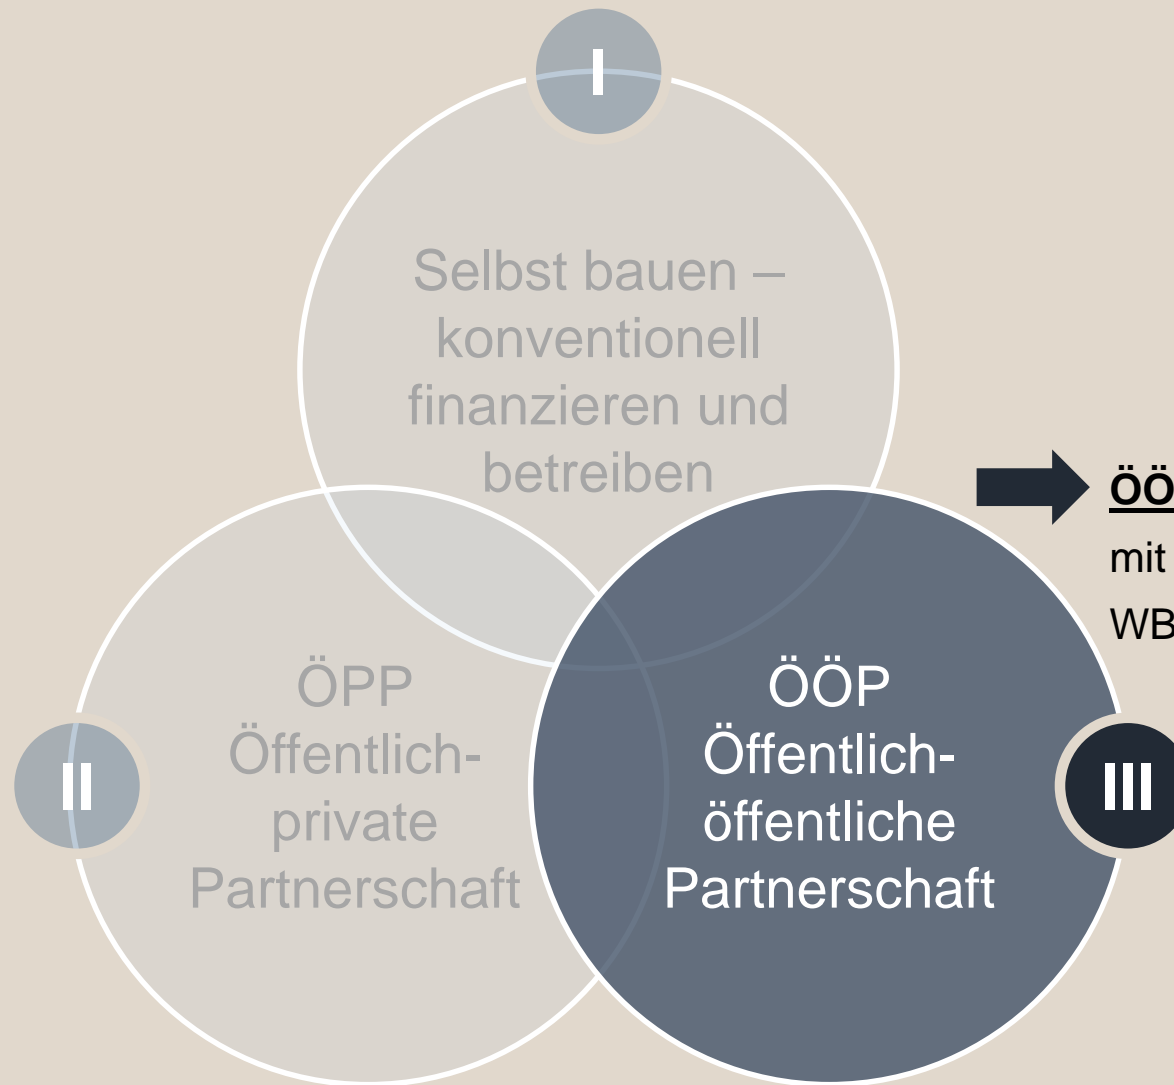 I
Selbst bauen –
konventionell
finanzieren und
betreiben
ÖÖ
mit
WB
II
ÖPP
Öffentlich-
private
Partnerschaft
ÖÖP
Öffentlich-
öffentliche
Partnerschaft
III